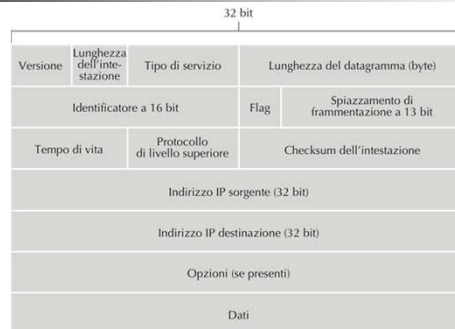 32 bit
Versione
Lunghezza
dell'inte-
stazione
Tipo di servizio
Lunghezza del datagramma (byte)
Identificatore a 16 bit
Flag
Spiazzamento di
frammentazione a 13 bit
Tempo di vita
Protocollo
di livello superiore
Checksum dell'intestazione
Indirizzo IP sorgente (32 bit)
Indirizzo IP destinazione (32 bit)
Opzioni (se presenti)
Dati